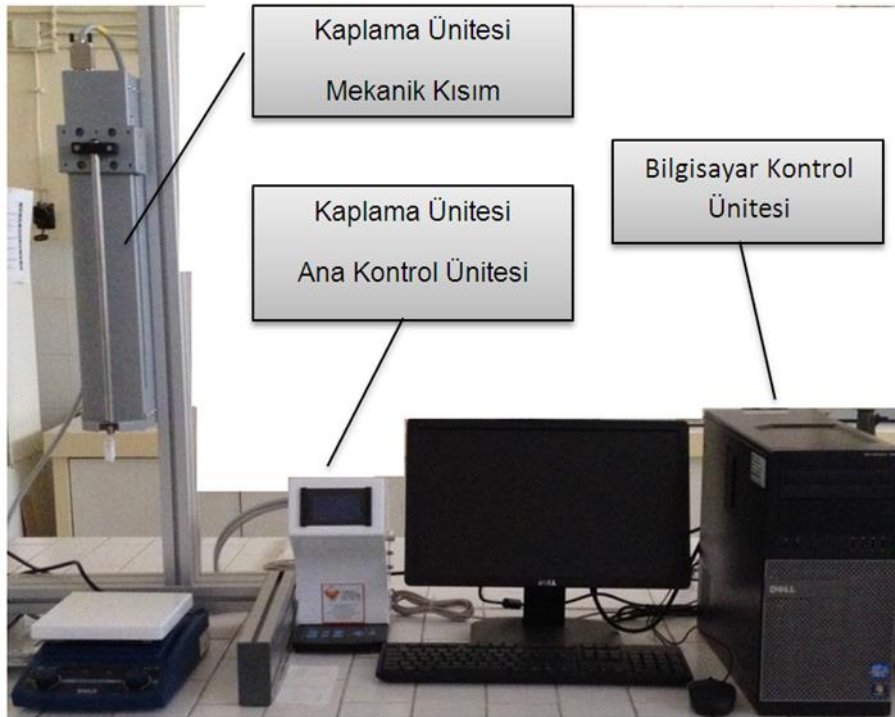 Kaplama Ünitesi
Mekanik Kısım
Kaplama Ünitesi
Ana Kontrol Ünitesi
Bilgisayar Kontrol
Ünitesi
DELL
DELL